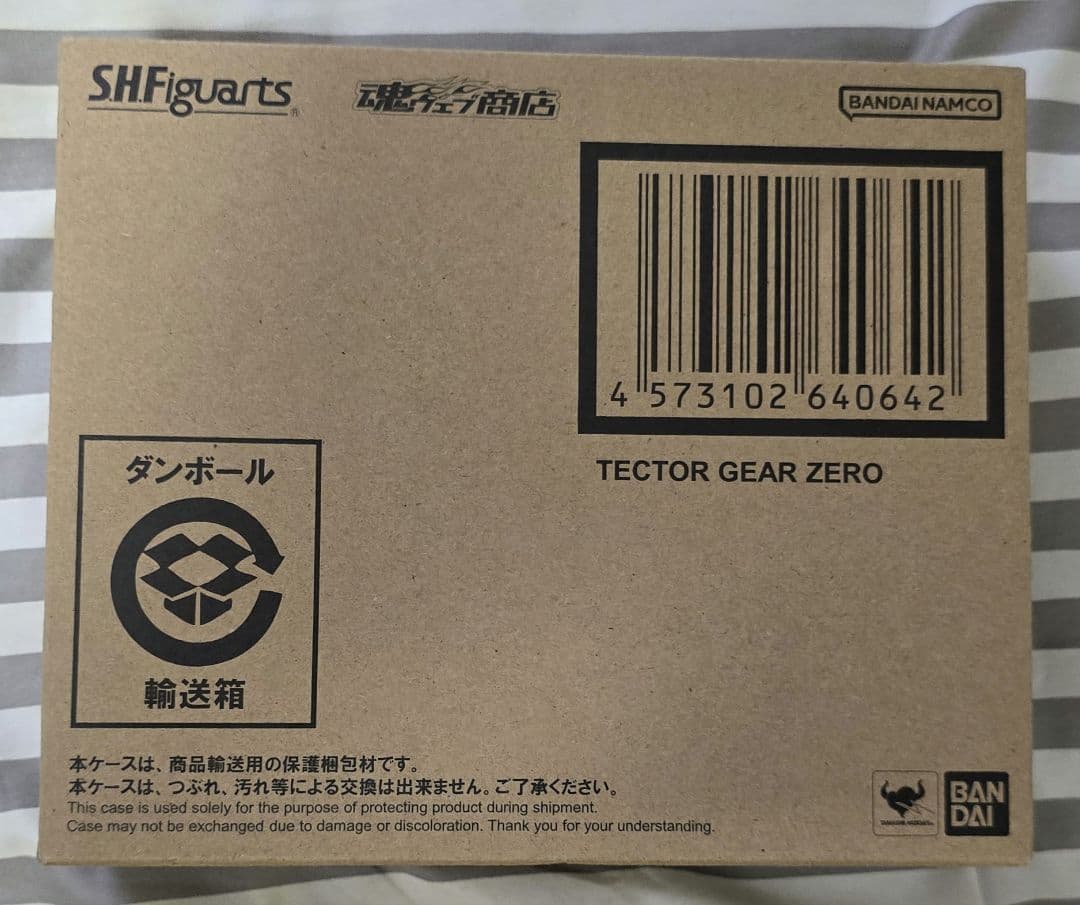 S.H.Figuarts®
魂ウェブ商店
BANDAI NAMCO
4 573102 640642
TECTOR GEAR ZERO
ダンボール
輸送箱
本ケースは、商品輸送用の保護梱包材です。
本ケースは、つぶれ、汚れ等による交換は出来ません。ご了承ください。
This case is used solely for the purpose of protecting product during shipment.
Case may not be exchanged due to damage or discoloration. Thank you for your understanding.
TAMASHII NATIONS
BAN
DAI